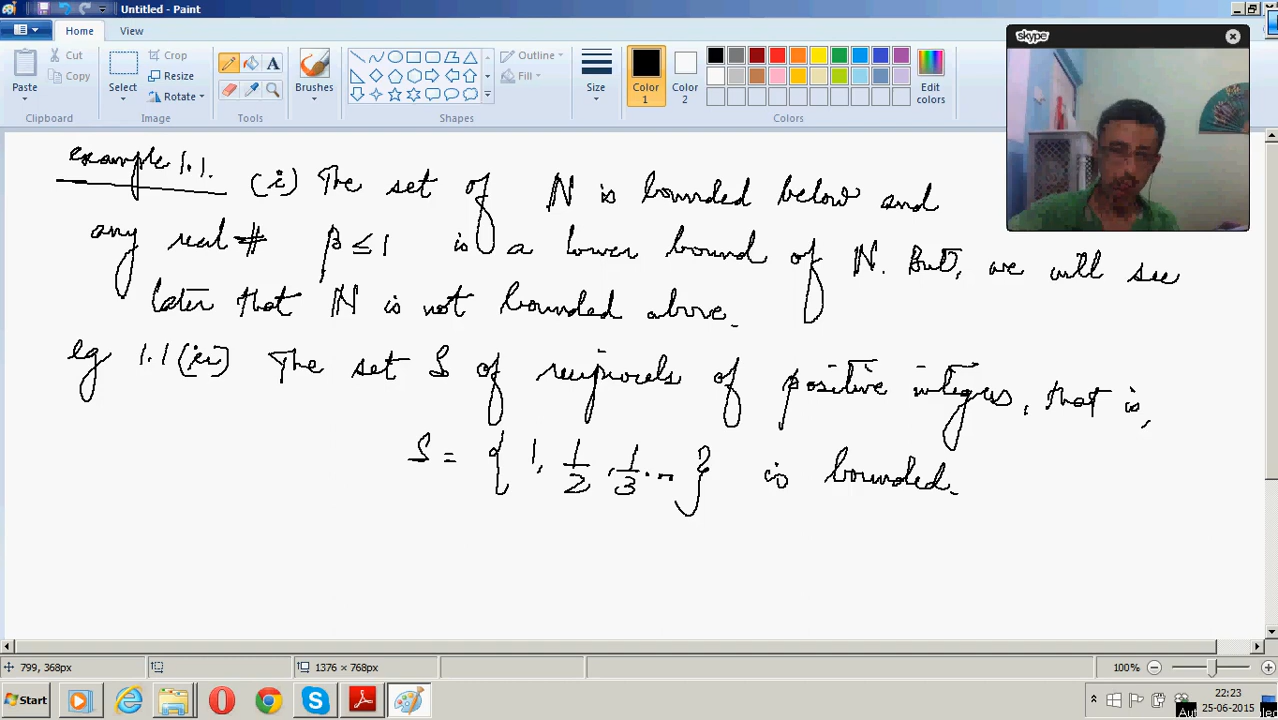 Untitled - Paint
Home View
Cut
Copy
Paste
Clipboard
Select
Crop
Resize
Rotate
Image
Tools
Brushes
Outline
Fill
Shapes
Size
Color 1
Color 2
Edit colors
Colors
skype
example 1.1. (i) The set of ℕ is bounded below and
any real # β ≤ 1 is a lower bound of ℕ. But, we will see
later that ℕ is not bounded above.
eg 1.1 (ii) The set S of reciprocals of positive integers, that is,
S = { 1, 1/2, 1/3 ... } is bounded.
799, 368px
1376 × 768px
100%
Start
22:23
25-06-2015